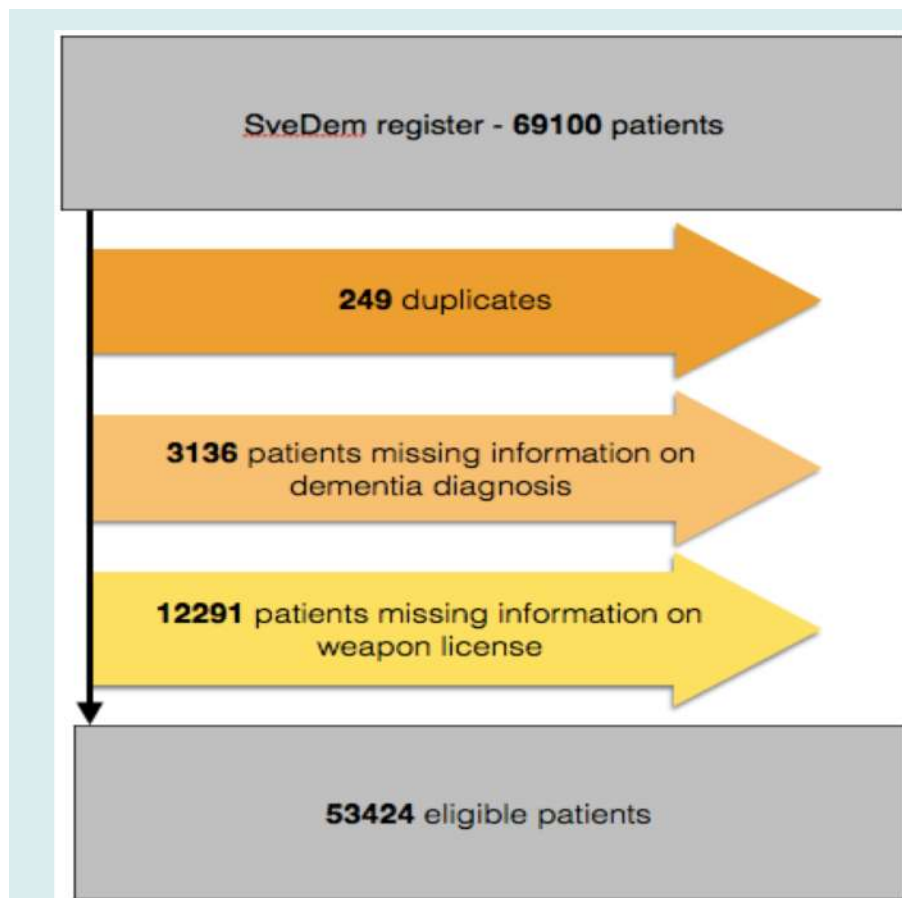 SveDem register - 69100 patients
249 duplicates
3136 patients missing information on
dementia diagnosis
12291 patients missing information on
weapon license
53424 eligible patients